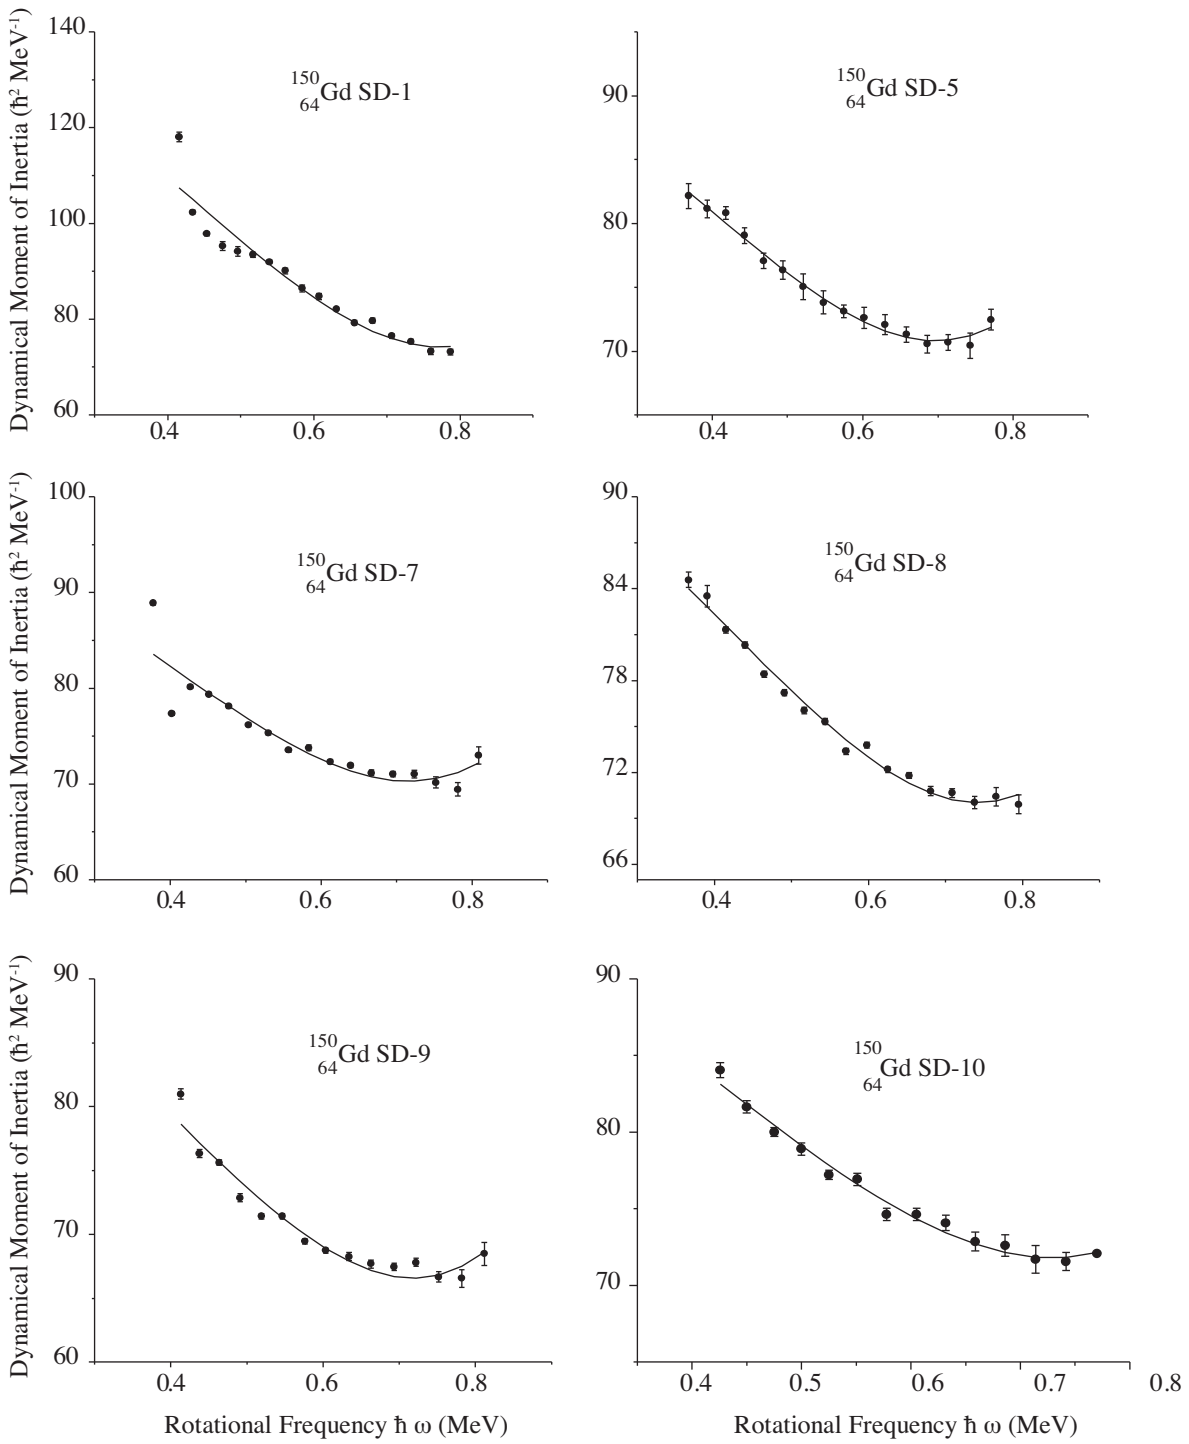 Dynamical Moment of Inertia (ħ² MeV⁻¹)
140
120
100
80
60
0.4 0.6 0.8
¹⁵⁰₆₄Gd SD-1
90
80
70
0.4 0.6 0.8
¹⁵⁰₆₄Gd SD-5
Dynamical Moment of Inertia (ħ² MeV⁻¹)
100
90
80
70
60
0.4 0.6 0.8
¹⁵⁰₆₄Gd SD-7
90
84
78
72
66
0.4 0.6 0.8
¹⁵⁰₆₄Gd SD-8
Dynamical Moment of Inertia (ħ² MeV⁻¹)
90
80
70
60
0.4 0.6 0.8
¹⁵⁰₆₄Gd SD-9
Rotational Frequency ħ ω (MeV)
90
80
70
0.4 0.5 0.6 0.7 0.8
¹⁵⁰₆₄Gd SD-10
Rotational Frequency ħ ω (MeV)